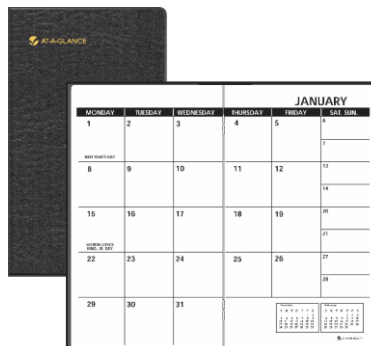 AT-A-GLANCE
JANUARY
MONDAY TUESDAY WEDNESDAY THURSDAY FRIDAY SAT. SUN.
1 2 3 4 5 6
7
NEW YEAR'S DAY
8 9 10 11 12 13
14
15 16 17 18 19 20
21
MARTIN LUTHER
KING, JR. DAY
22 23 24 25 26 27
28
29 30 31
AT-A-GLANCE